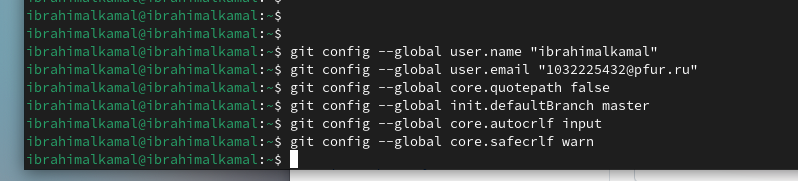 ibrahimalkamal@ibrahimalkamal:~$
ibrahimalkamal@ibrahimalkamal:~$
ibrahimalkamal@ibrahimalkamal:~$ git config --global user.name "ibrahimalkamal"
ibrahimalkamal@ibrahimalkamal:~$ git config --global user.email "1032225432@pfur.ru"
ibrahimalkamal@ibrahimalkamal:~$ git config --global core.quotepath false
ibrahimalkamal@ibrahimalkamal:~$ git config --global init.defaultBranch master
ibrahimalkamal@ibrahimalkamal:~$ git config --global core.autocrlf input
ibrahimalkamal@ibrahimalkamal:~$ git config --global core.safecrlf warn
ibrahimalkamal@ibrahimalkamal:~$